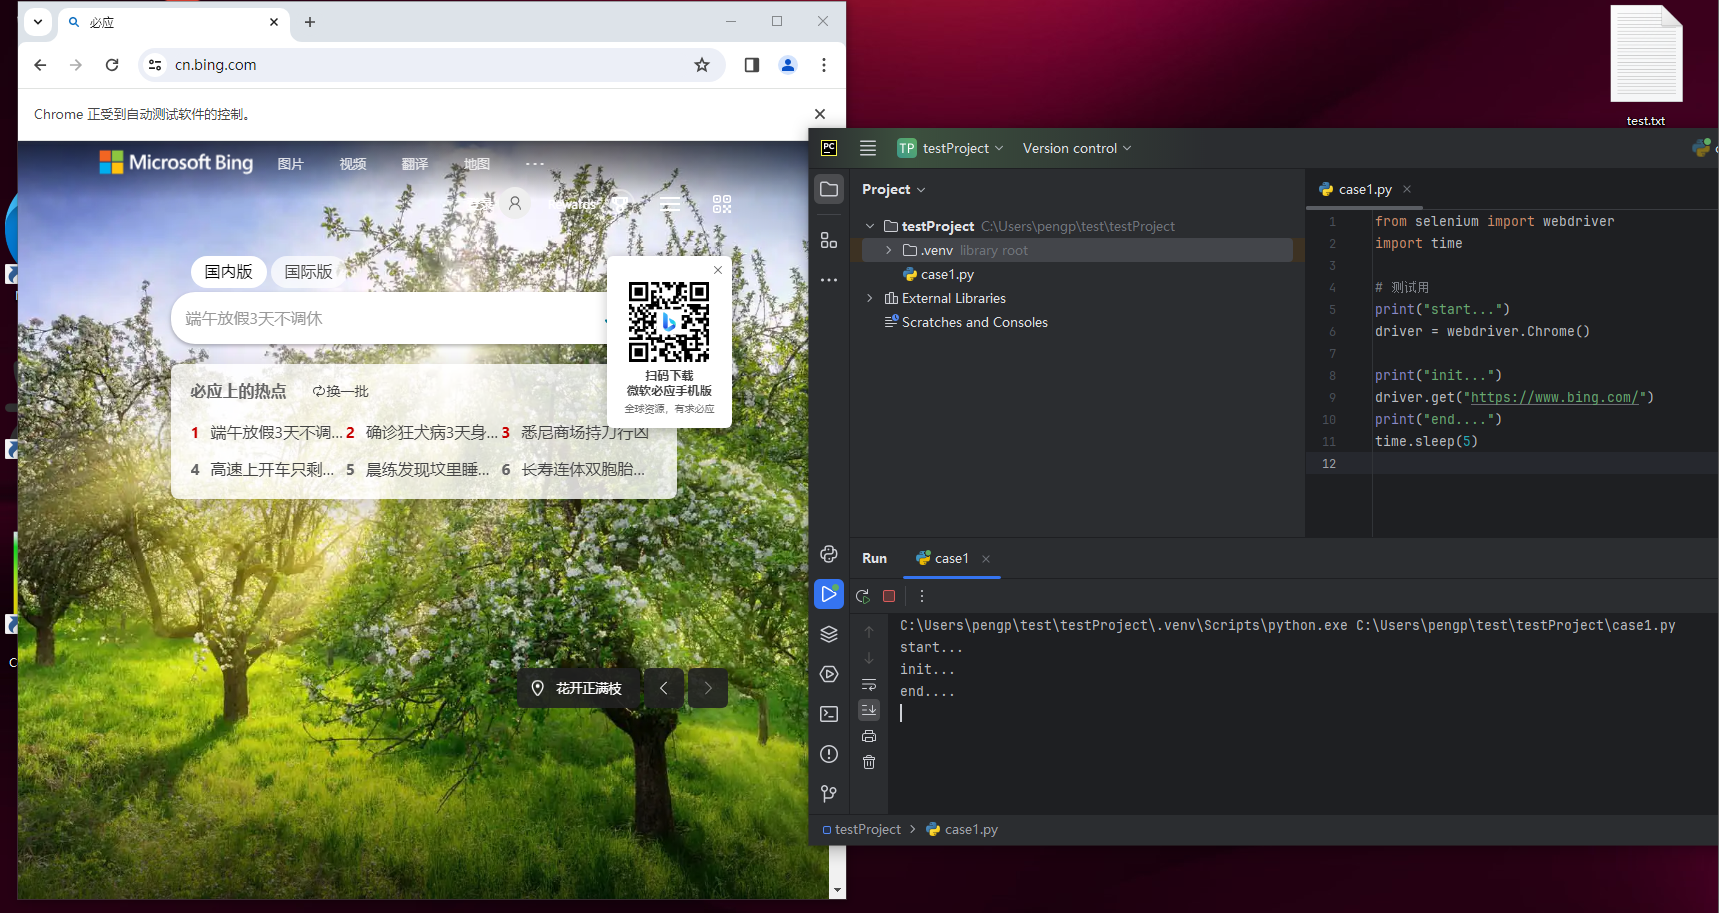 必应
cn.bing.com
Chrome 正受到自动测试软件的控制。
Microsoft Bing 图片 视频 翻译 地图
Rewards
国内版 国际版
端午放假3天不调休
扫码下载
微软必应手机版
全球资源，有求必应
必应上的热点 换一批
1 端午放假3天不调... 2 确诊狂犬病3天身... 3 悉尼商场持刀行凶
4 高速上开车只剩... 5 晨练发现坟里睡... 6 长寿连体双胞胎...
花开正满枝
test.txt
PC TP testProject Version control
Project
testProject C:\Users\pengp\test\testProject
.venv library root
case1.py
External Libraries
Scratches and Consoles
case1.py
1 from selenium import webdriver
2 import time
3
4 # 测试用
5 print("start...")
6 driver = webdriver.Chrome()
7
8 print("init...")
9 driver.get("https://www.bing.com/")
10 print("end....")
11 time.sleep(5)
12
Run case1
C:\Users\pengp\test\testProject\.venv\Scripts\python.exe C:\Users\pengp\test\testProject\case1.py
start...
init...
end....
testProject > case1.py